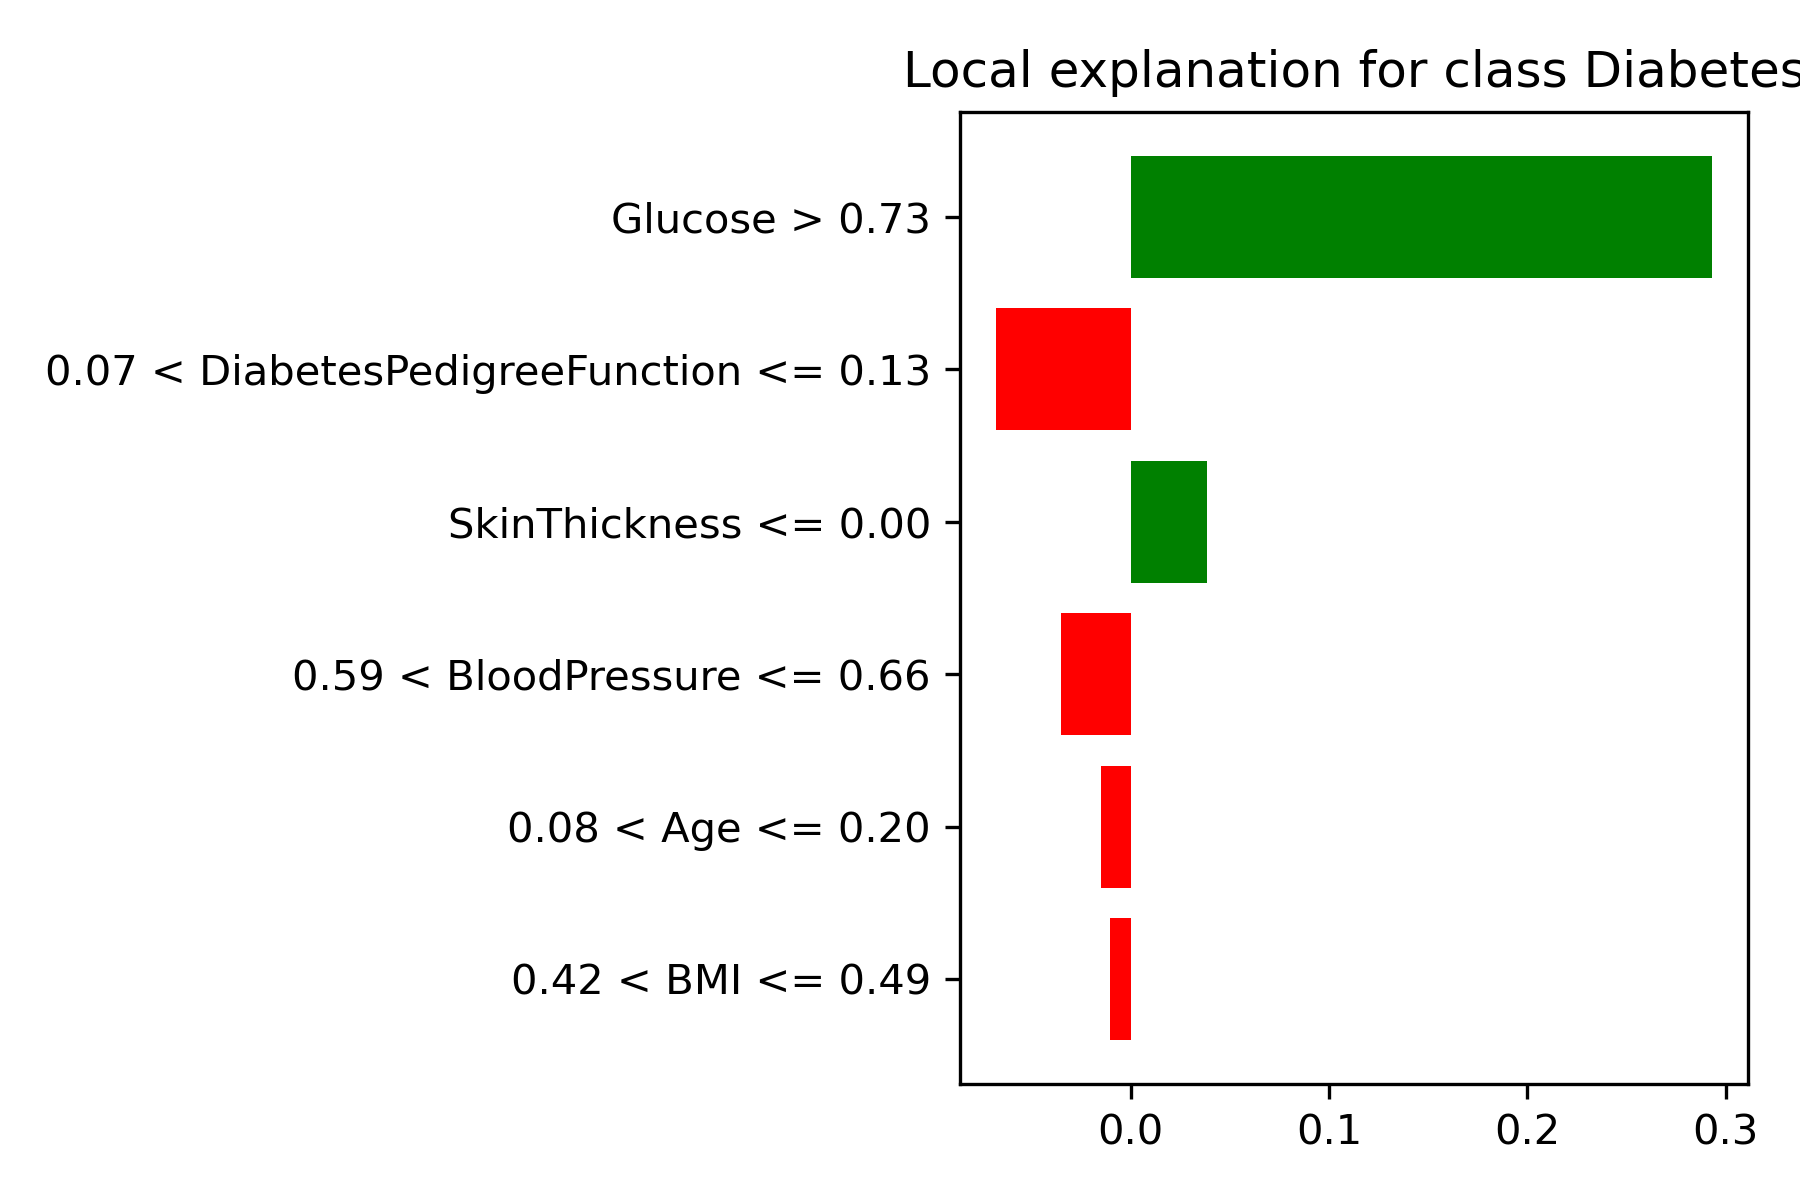 Local explanation for class Diabetes
Glucose > 0.73
0.07 < DiabetesPedigreeFunction <= 0.13
SkinThickness <= 0.00
0.59 < BloodPressure <= 0.66
0.08 < Age <= 0.20
0.42 < BMI <= 0.49
0.0 0.1 0.2 0.3